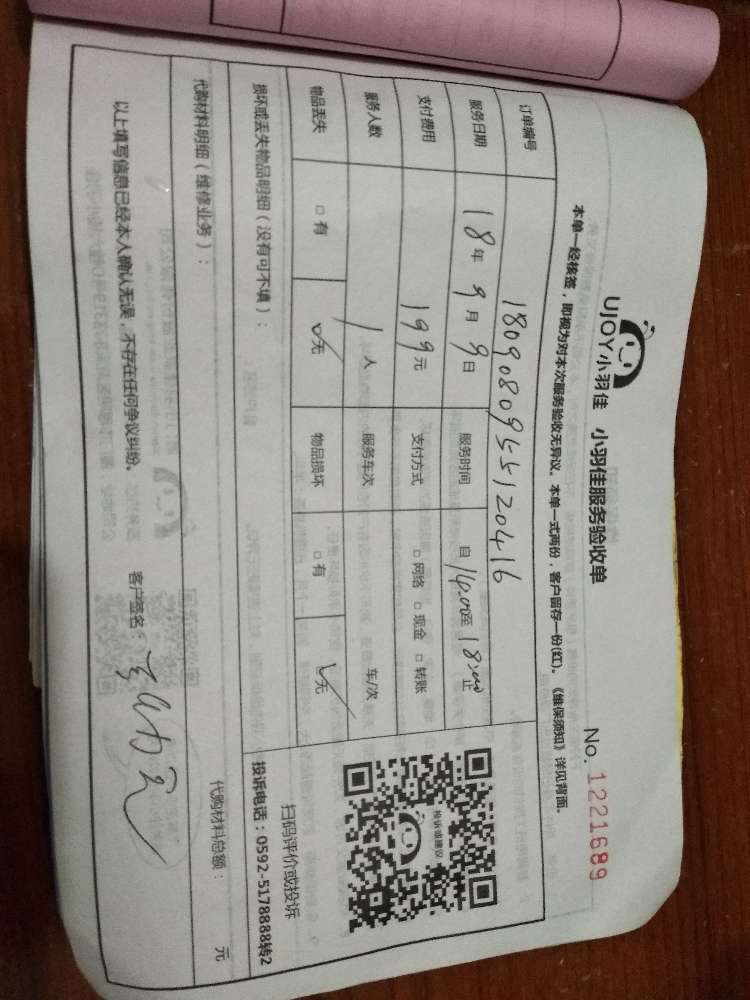 UJOY小羽佳 小羽佳服务验收单 No. 1221689
本单一经核签，即视为对本次服务验收无异议。本单一式两份，客户留存一份(红)。《维保须知》详见背面。
订单编号 1809080955120416
服务日期 18年9月9日 服务时间 自14:00至18:00止
支付费用 199元 支付方式 □网络 □现金 □转账
服务人数 1人 服务车次 车/次
物品丢失 □有 ☑无 物品损坏 □有 ☑无
投诉或建议
扫码评价或投诉
投诉电话：0592-5178888转2
损坏或丢失物品明细（没有可不填）：
代购材料明细（维修业务）： 代购材料总额： 元
以上填写信息已经本人确认无误，不存在任何争议纠纷。 客户签名：